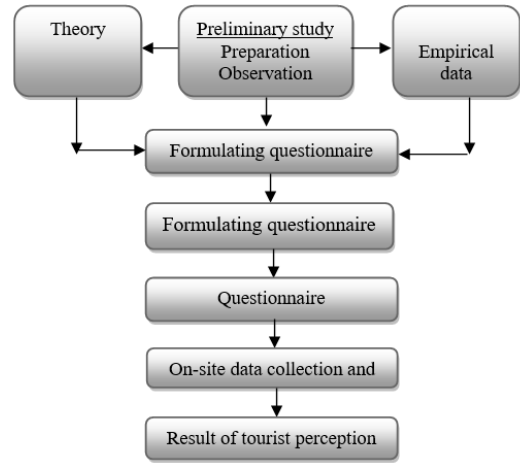 Theory
Preliminary study
Preparation
Observation
Empirical
data
Formulating questionnaire
Formulating questionnaire
Questionnaire
On-site data collection and
Result of tourist perception